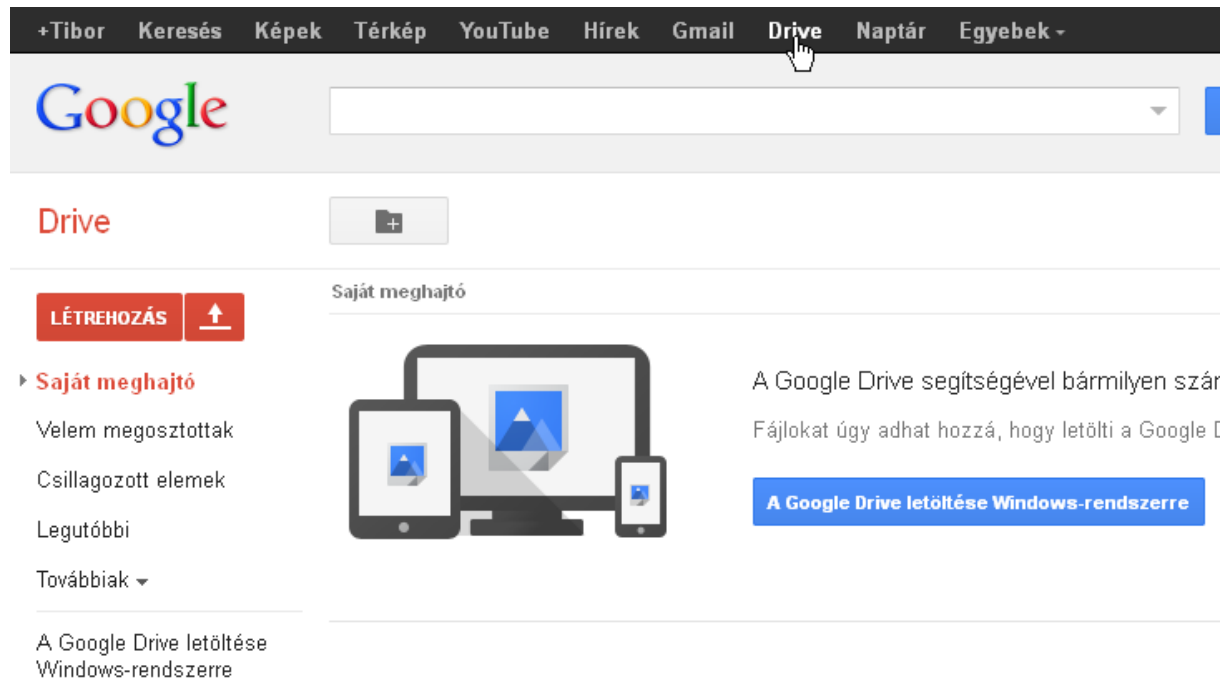 +Tibor Keresés Képek Térkép YouTube Hírek Gmail Drive Naptár Egyebek
Google
Drive
Saját meghajtó
LÉTREHOZÁS
Saját meghajtó
Velem megosztottak
Csillagozott elemek
Legutóbbi
Továbbiak
A Google Drive letöltése
Windows-rendszerre
A Google Drive segítségével bármilyen
Fájlokat úgy adhat hozzá, hogy letölti a Google
A Google Drive letöltése Windows-rendszerre